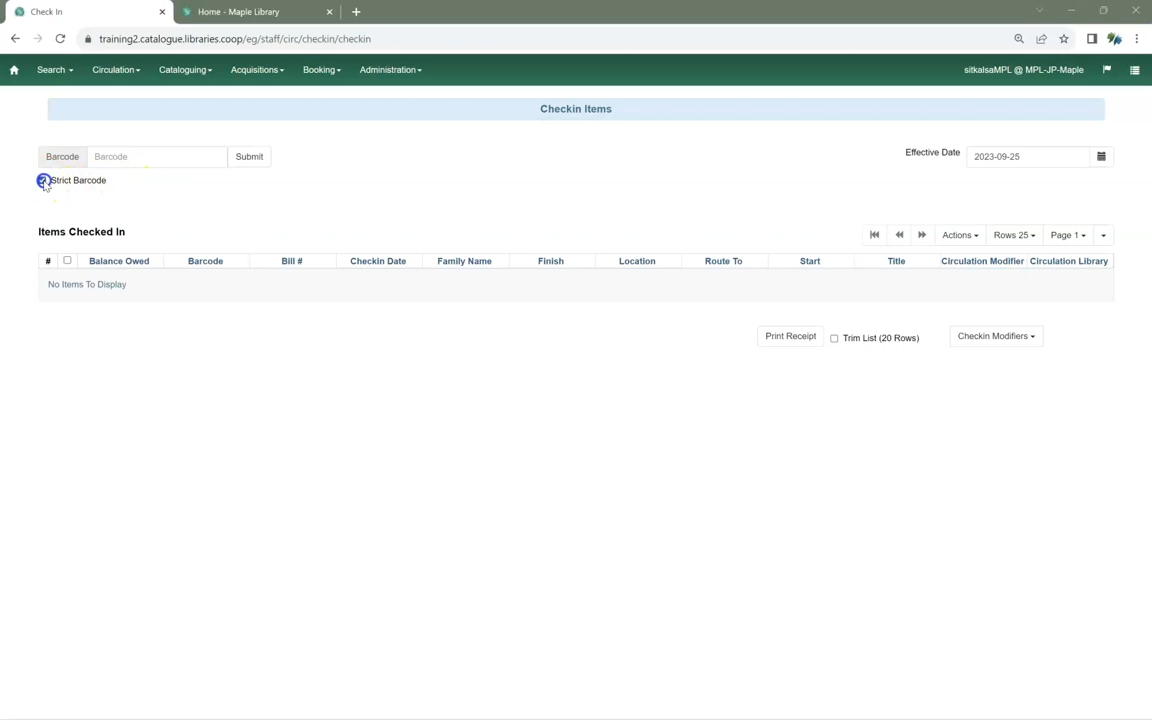 Check In
Home - Maple Library
training2.catalogue.libraries.coop/eg/staff/circ/checkin/checkin
Search Circulation Cataloguing Acquisitions Booking Administration sitkalsaMPL @ MPL-JP-Maple
Checkin Items
Barcode Barcode Submit Effective Date 2023-09-25
Strict Barcode
Items Checked In Actions Rows 25 Page 1
# Balance Owed Barcode Bill # Checkin Date Family Name Finish Location Route To Start Title Circulation Modifier Circulation Library
No Items To Display
Print Receipt Trim List (20 Rows) Checkin Modifiers